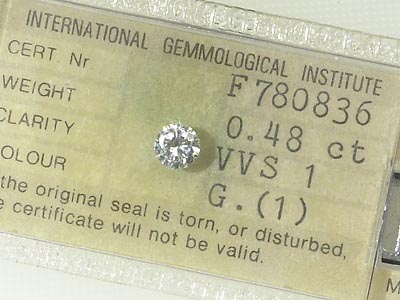 INTERNATIONAL GEMMOLOGICAL INSTITUTE
CERT. Nr F780836
WEIGHT 0.48 ct
CLARITY VVS 1
OLOUR G.(1)
the original seal is torn, or disturbed,
e certificate will not be valid.
M